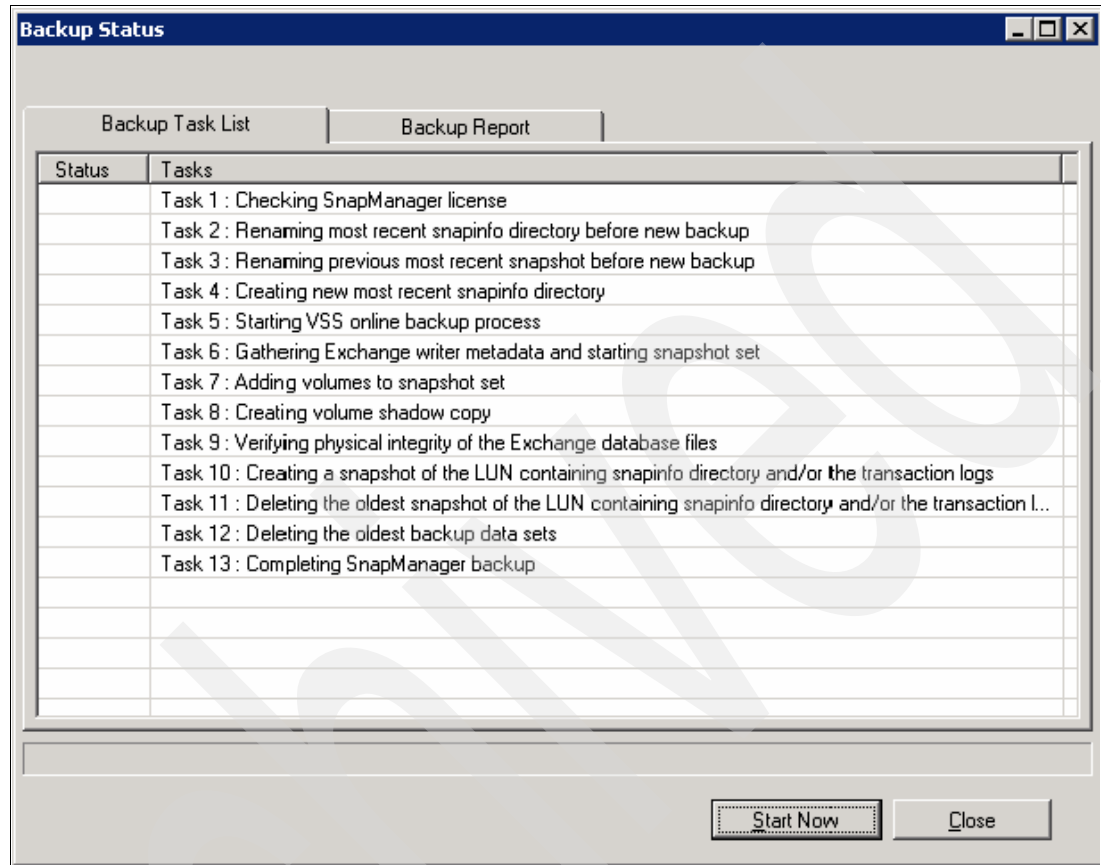 Backup Status
Backup Task List
Backup Report
Status Tasks
Task 1 : Checking SnapManager license
Task 2 : Renaming most recent snapinfo directory before new backup
Task 3 : Renaming previous most recent snapshot before new backup
Task 4 : Creating new most recent snapinfo directory
Task 5 : Starting VSS online backup process
Task 6 : Gathering Exchange writer metadata and starting snapshot set
Task 7 : Adding volumes to snapshot set
Task 8 : Creating volume shadow copy
Task 9 : Verifying physical integrity of the Exchange database files
Task 10 : Creating a snapshot of the LUN containing snapinfo directory and/or the transaction logs
Task 11 : Deleting the oldest snapshot of the LUN containing snapinfo directory and/or the transaction l...
Task 12 : Deleting the oldest backup data sets
Task 13 : Completing SnapManager backup
Start Now
Close